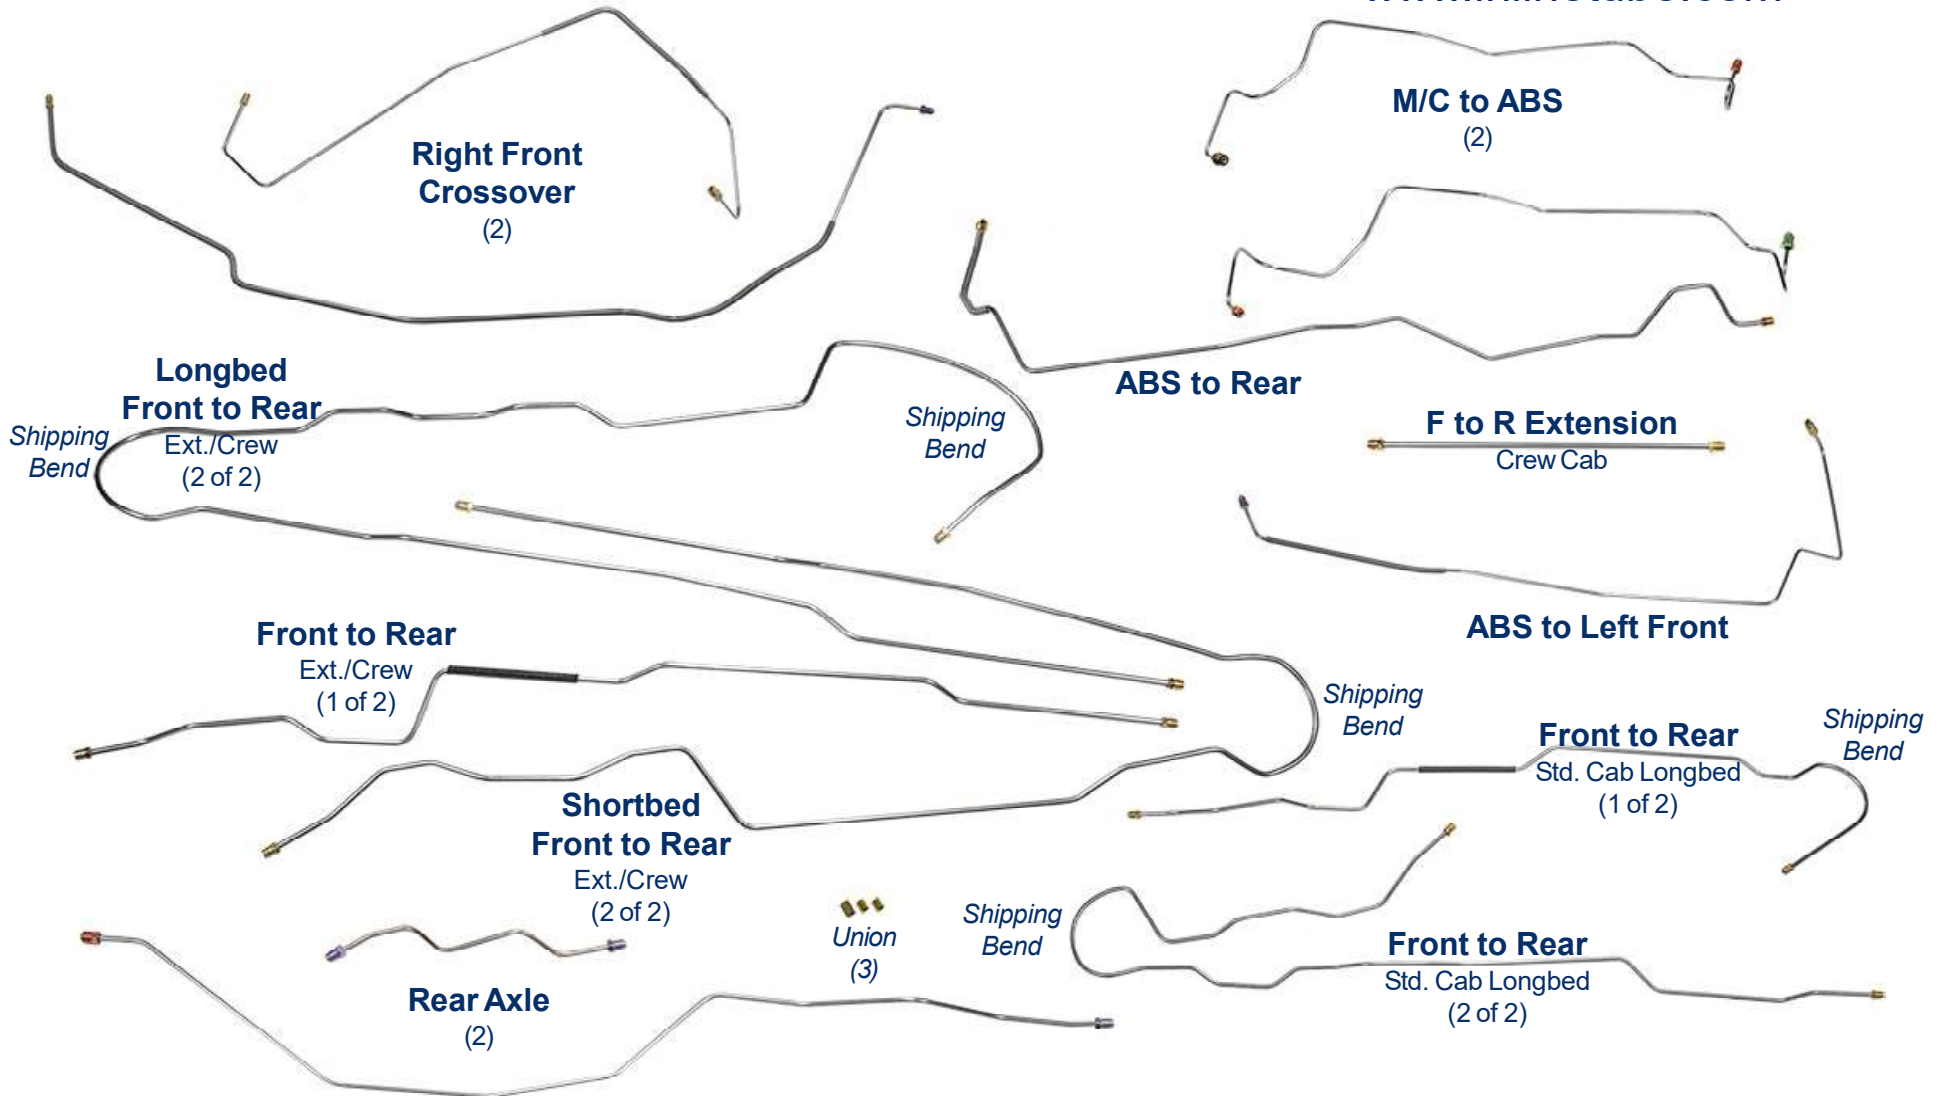 M/C to ABS
(2)
Right Front
Crossover
(2)
Longbed
Front to Rear
Ext./Crew
(2 of 2)
Shipping
Bend
Shipping
Bend
ABS to Rear
F to R Extension
Crew Cab
ABS to Left Front
Front to Rear
Ext./Crew
(1 of 2)
Shipping
Bend
Front to Rear
Std. Cab Longbed
(1 of 2)
Shipping
Bend
Shortbed
Front to Rear
Ext./Crew
(2 of 2)
Union
(3)
Shipping
Bend
Front to Rear
Std. Cab Longbed
(2 of 2)
Rear Axle
(2)